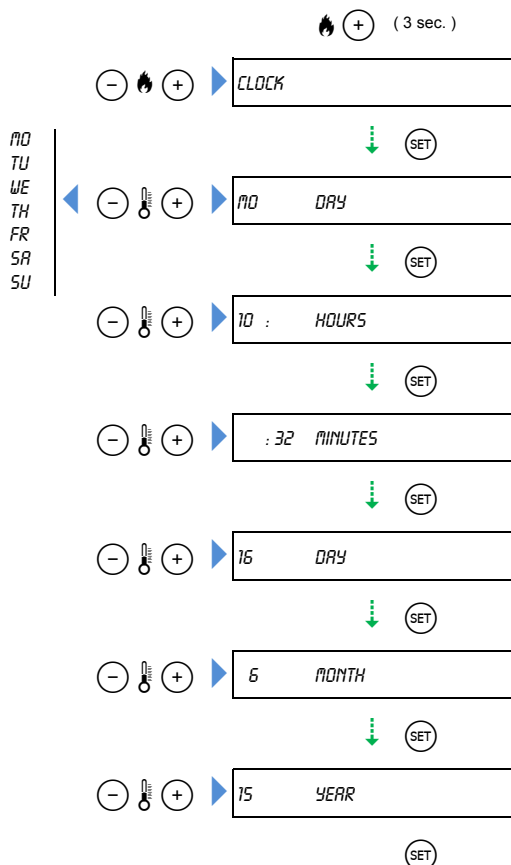 + ( 3 sec. )
- + CLOCK
SET
MO
TU
WE
TH
FR
SA
SU
- + MO DAY
SET
- + 10 : HOURS
SET
- + : 32 MINUTES
SET
- + 16 DAY
SET
- + 6 MONTH
SET
- + 15 YEAR
SET